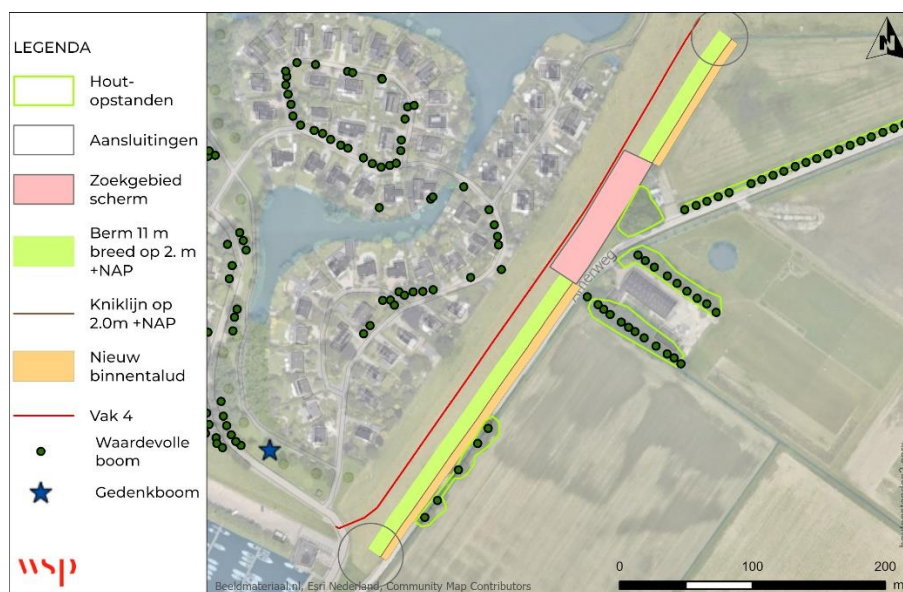 LEGENDA
Hout-
opstanden
Aansluitingen
Zoekgebied
scherm
Berm 11 m
breed op 2. m
+NAP
Kniklijn op
2.0m +NAP
Nieuw
binnentalud
Vak 4
Waardevolle
boom
Gedenkboom
wsp
N
Beeldmateriaal.nl, Esri Nederland, Community Map Contributors
0 100 200
m